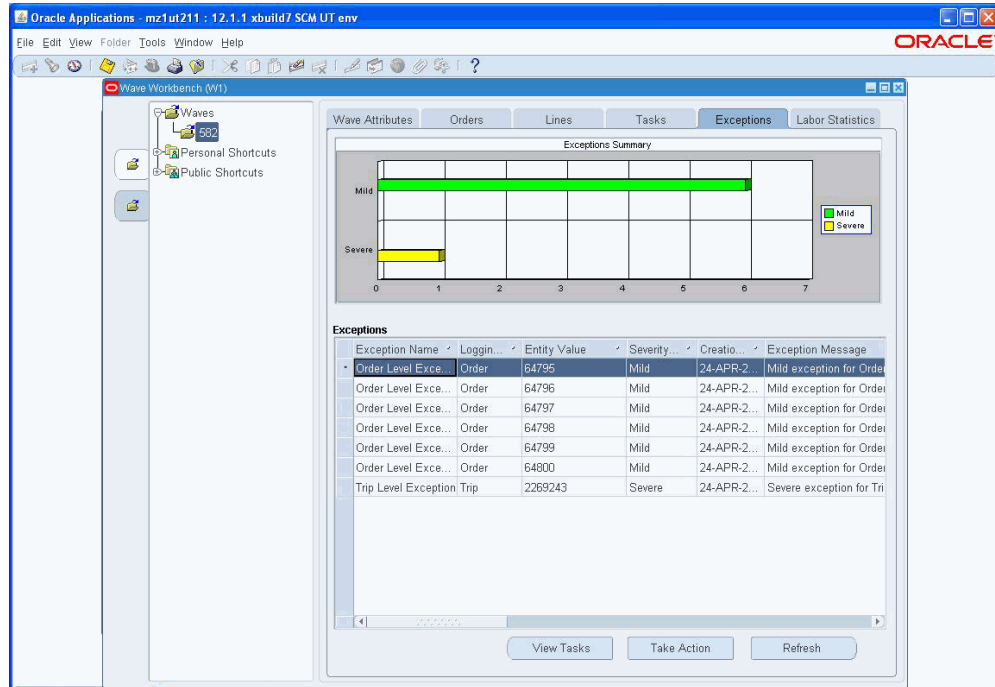 Oracle Applications - mz1ut211 : 12.1.1 xbuild7 SCM UT env
File Edit View Folder Tools Window Help
ORACLE
Wave Workbench (W1)
Waves
582
Personal Shortcuts
Public Shortcuts
Wave Attributes Orders Lines Tasks Exceptions Labor Statistics
Exceptions Summary
Mild
Severe
0 1 2 3 4 5 6 7
Mild
Severe
Exceptions
Exception Name Loggin... Entity Value Severity... Creatio... Exception Message
Order Level Exce... Order 64795 Mild 24-APR-2... Mild exception for Order
Order Level Exce... Order 64796 Mild 24-APR-2... Mild exception for Order
Order Level Exce... Order 64797 Mild 24-APR-2... Mild exception for Order
Order Level Exce... Order 64798 Mild 24-APR-2... Mild exception for Order
Order Level Exce... Order 64799 Mild 24-APR-2... Mild exception for Order
Order Level Exce... Order 64800 Mild 24-APR-2... Mild exception for Order
Trip Level Exception Trip 2269243 Severe 24-APR-2... Severe exception for Tri
View Tasks Take Action Refresh